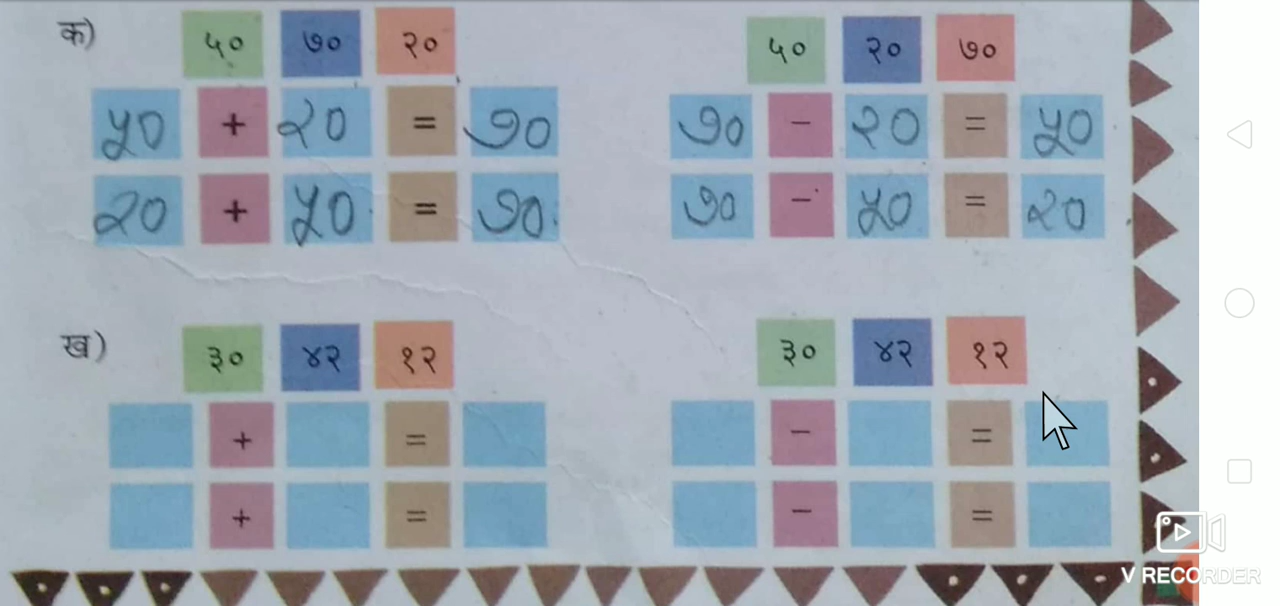 क) ५० ७० २० ५० २० ७०
५० + २० = ७० ७० - २० = ५०
२० + ५० = ७० ७० - ५० = २०
ख) ३० ४२ १२ ३० ४२ १२
+ = - =
+ = - =
V RECORDER